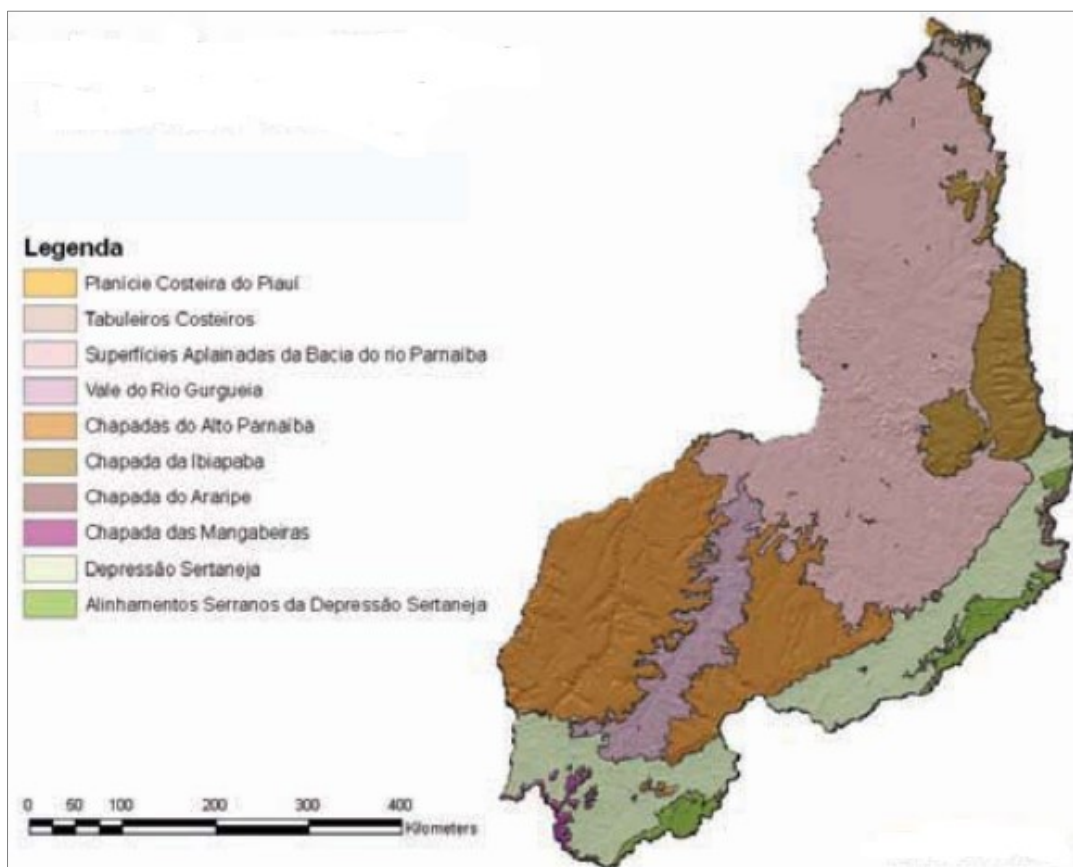 Legenda
Planície Costeira do Piauí
Tabuleiros Costeiros
Superfícies Aplainadas da Bacia do rio Parnaíba
Vale do Rio Gurgueia
Chapadas do Alto Parnaíba
Chapada da Ibiapaba
Chapada do Araripe
Chapada das Mangabeiras
Depressão Sertaneja
Alinhamentos Serranos da Depressão Sertaneja
0 50 100 200 300 400
Kilometers